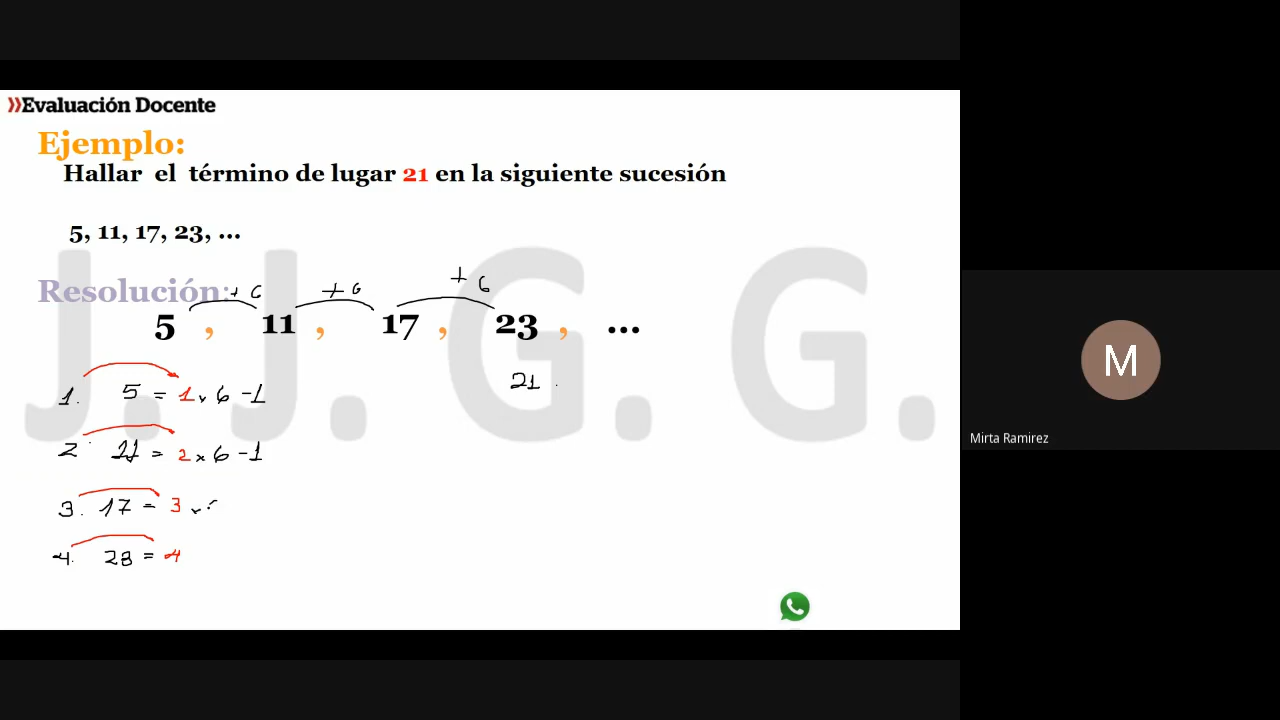 »Evaluación Docente
Ejemplo:
Hallar el término de lugar 21 en la siguiente sucesión
5, 11, 17, 23, ...
Resolución:
+6 +6 +6
5 , 11 , 17 , 23 , ...
21
1. 5 = 1 x 6 -1
2. 11 = 2 x 6 -1
3. 17 = 3 x
4. 23 = 4
J. J. G. G.
M
Mirta Ramirez